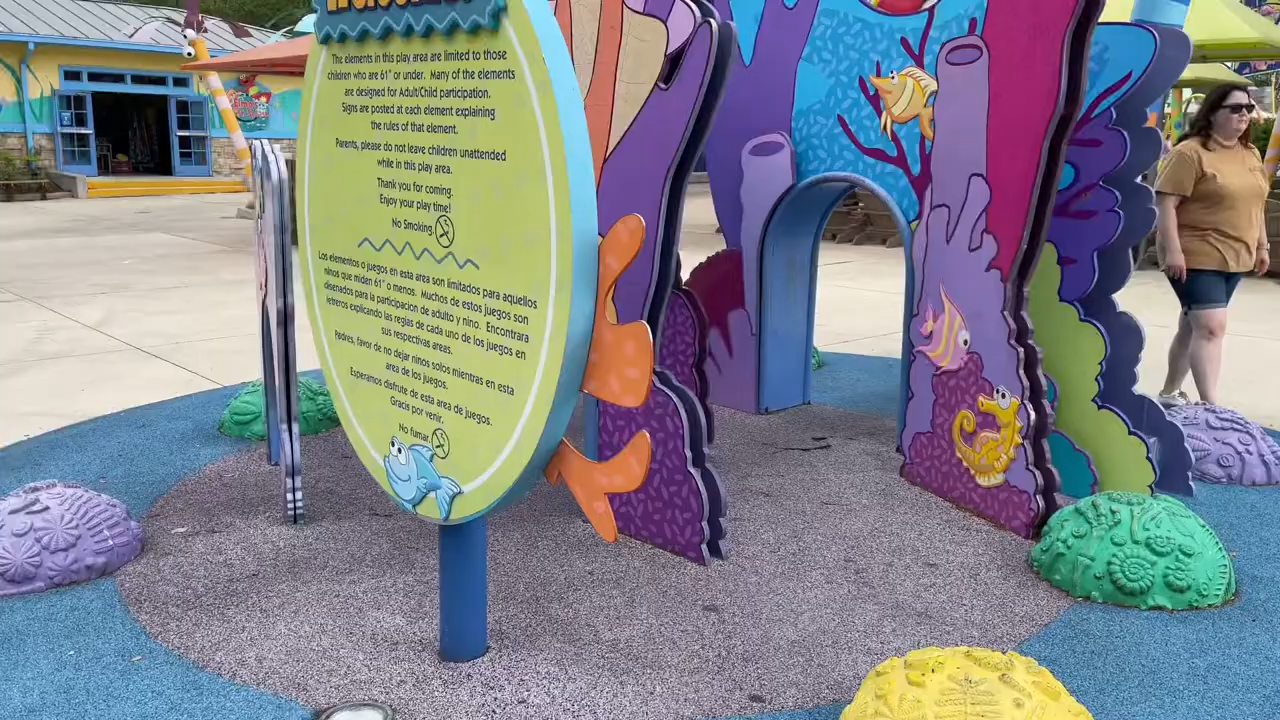 The elements in this play area are limited to those
children who are 61" or under. Many of the elements
are designed for Adult/Child participation.
Signs are posted at each element explaining
the rules of that element.
Parents, please do not leave children unattended
while in this play area.
Thank you for coming.
Enjoy your play time!
No Smoking.
Los elementos o juegos en esta area son limitados para aquellos
ninos que miden 61" o menos. Muchos de estos juegos son
disenados para la participacion de adulto y nino. Encontrara
letreros explicando las reglas de cada uno de los juegos en
sus respectivas areas.
Padres, favor de no dejar ninos solos mientras en esta
area de los juegos.
Esperamos disfrute de esta area de juegos.
Gracias por venir.
No fumar.